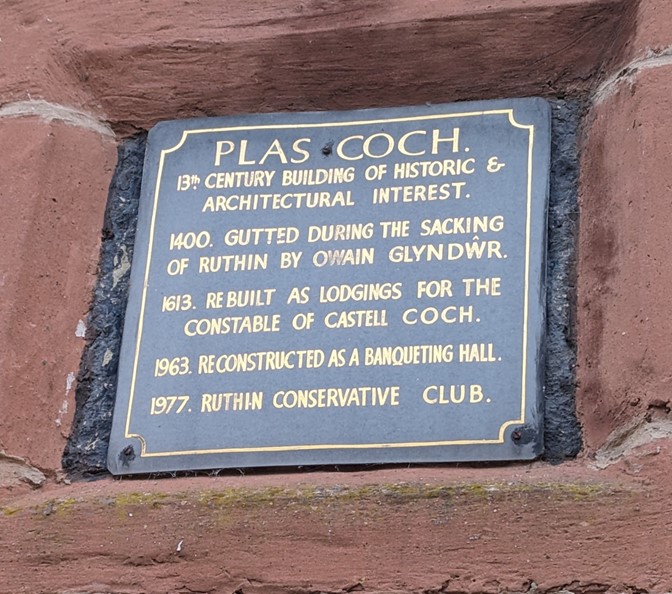 PLAS COCH.
13th CENTURY BUILDING OF HISTORIC &
ARCHITECTURAL INTEREST.
1400. GUTTED DURING THE SACKING
OF RUTHIN BY OWAIN GLYNDŴR.
1613. REBUILT AS LODGINGS FOR THE
CONSTABLE OF CASTELL COCH.
1963. RECONSTRUCTED AS A BANQUETING HALL.
1977. RUTHIN CONSERVATIVE CLUB.